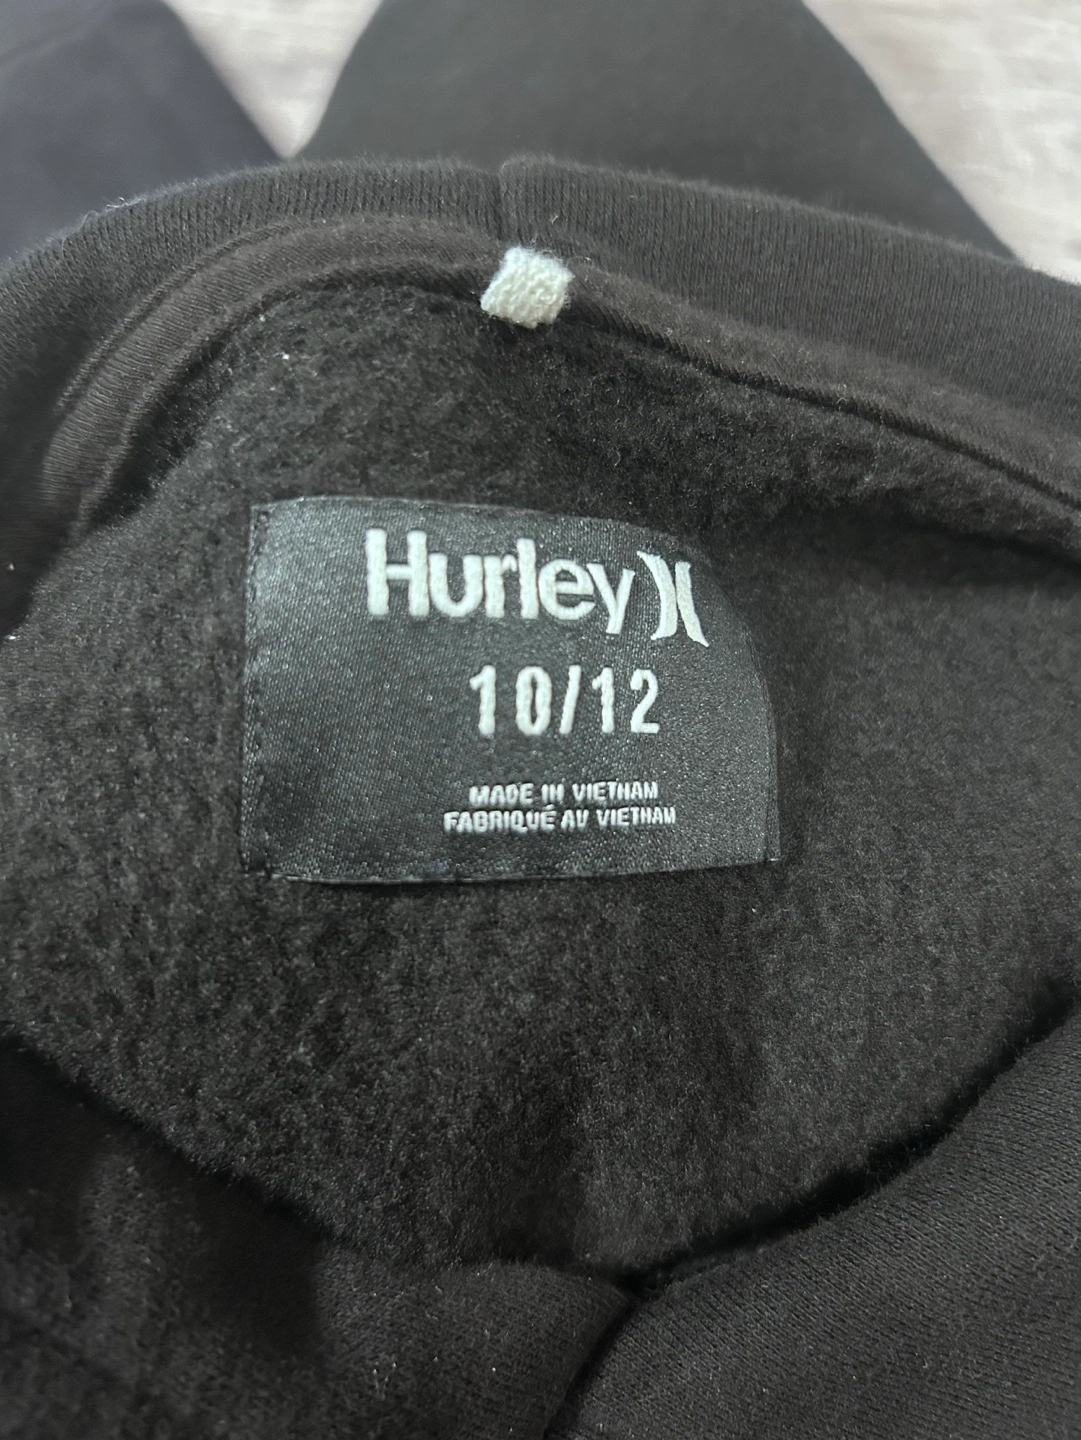 Hurley
10/12
MADE IN VIETNAM
FABRIQUÉ AU VIETNAM